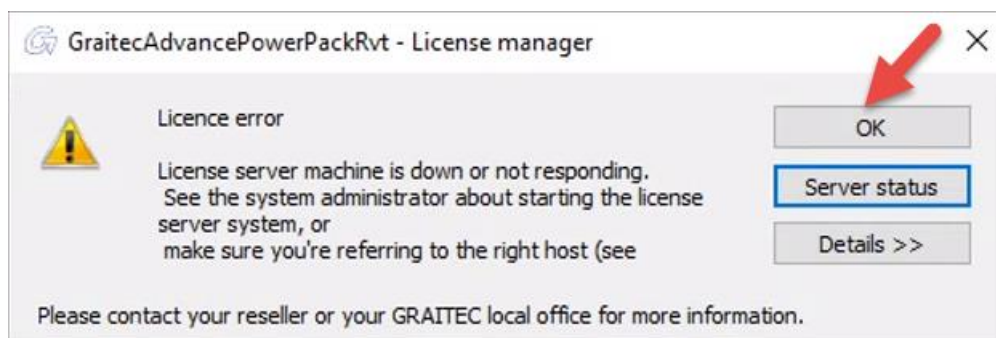 GraitecAdvancePowerPackRvt - License manager
Licence error
OK
License server machine is down or not responding.
See the system administrator about starting the license
server system, or
make sure you're referring to the right host (see
Server status
Details >>
Please contact your reseller or your GRAITEC local office for more information.